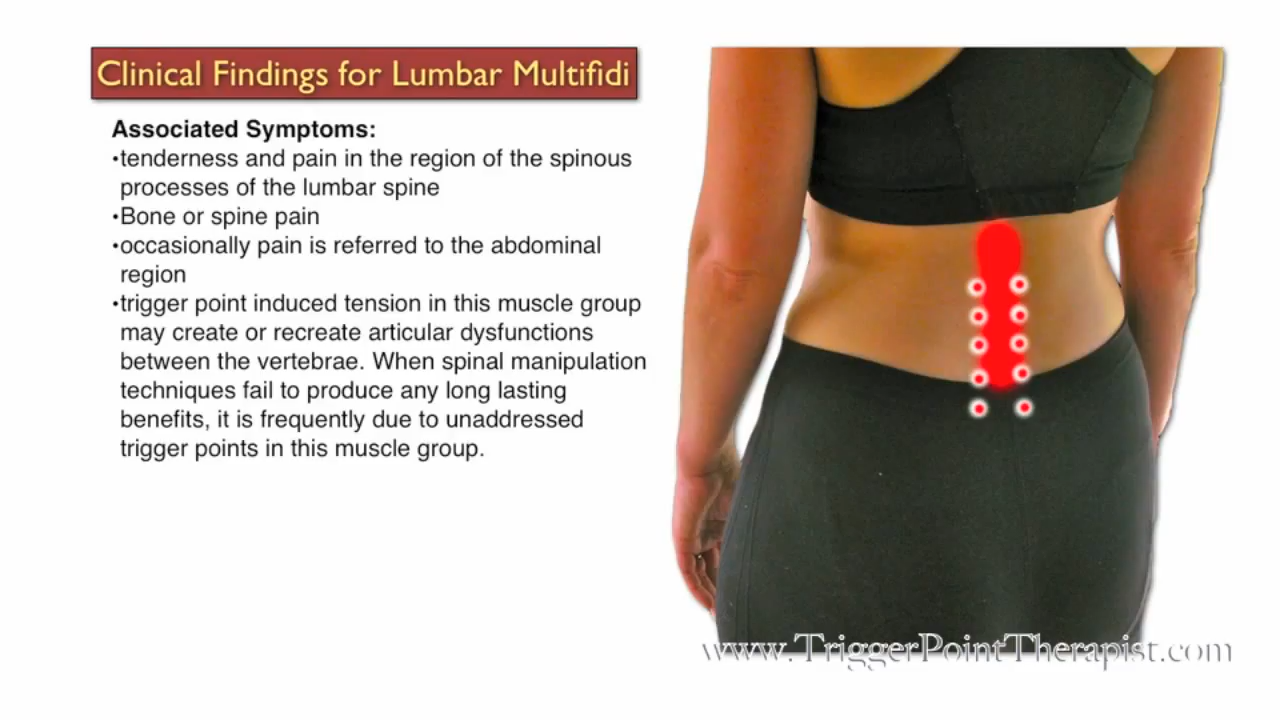 Clinical Findings for Lumbar Multifidi
Associated Symptoms:
•tenderness and pain in the region of the spinous
processes of the lumbar spine
•Bone or spine pain
•occasionally pain is referred to the abdominal
region
•trigger point induced tension in this muscle group
may create or recreate articular dysfunctions
between the vertebrae. When spinal manipulation
techniques fail to produce any long lasting
benefits, it is frequently due to unaddressed
trigger points in this muscle group.
www.TriggerPointTherapist.com